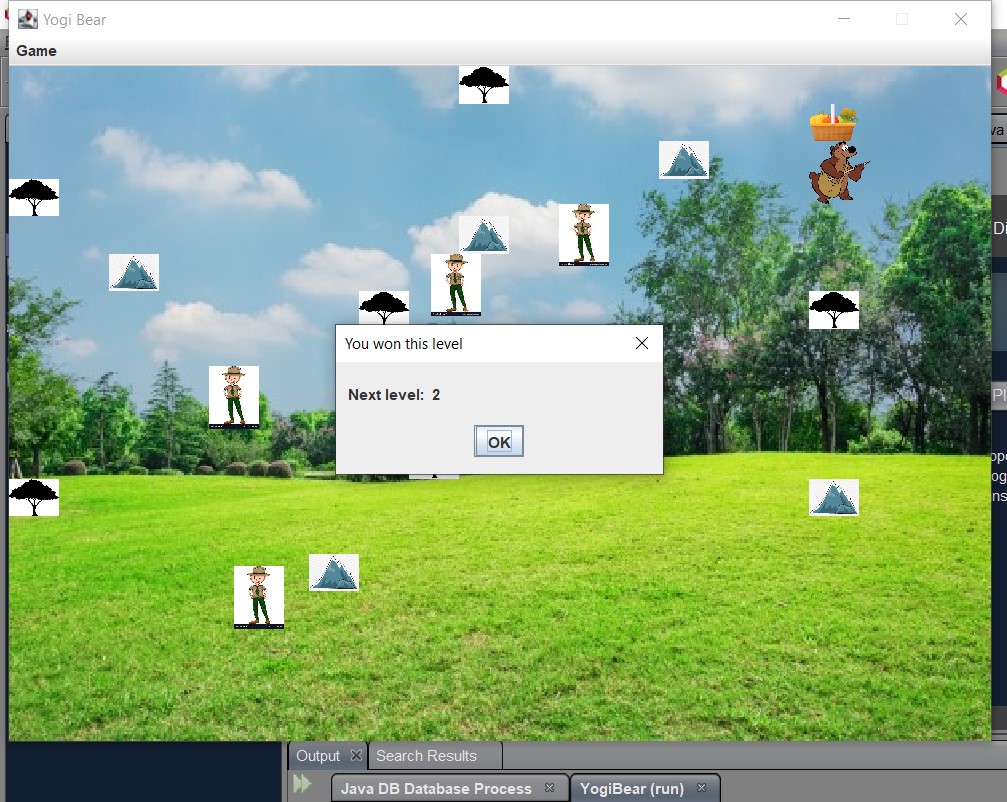 Yogi Bear
Game
You won this level
Next level:  2
OK
Output
Search Results
Java DB Database Process
YogiBear (run)